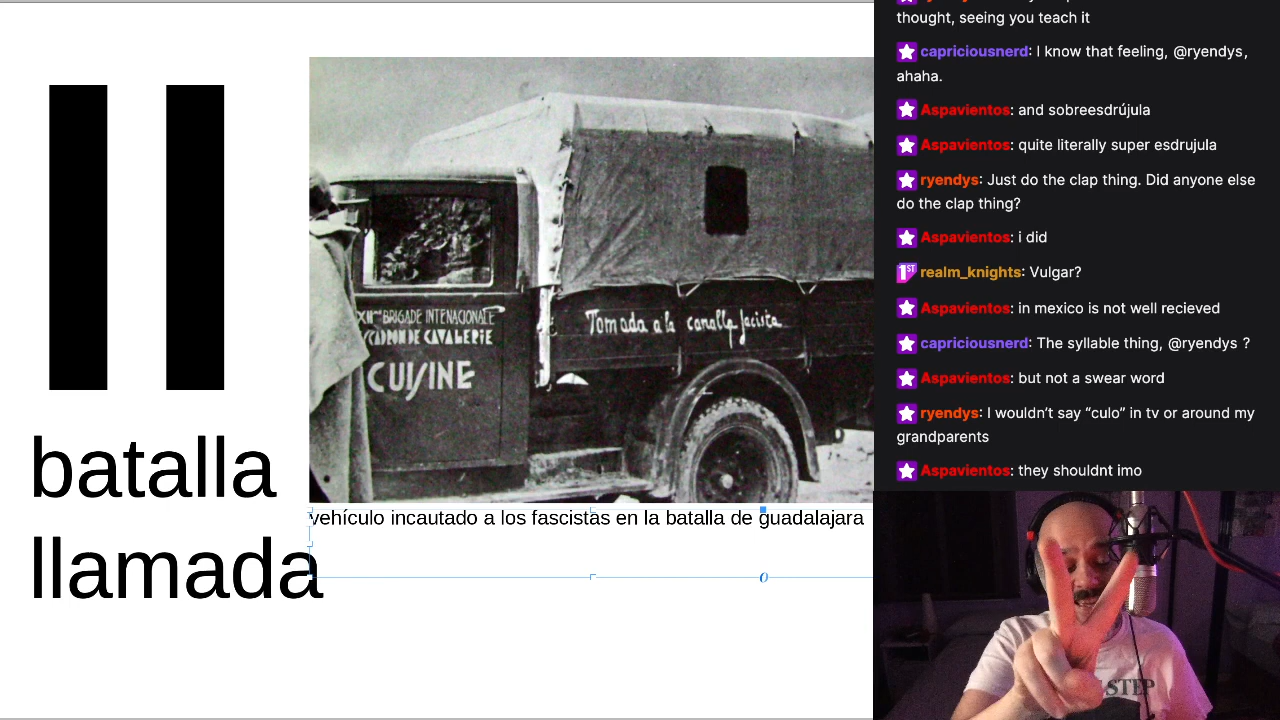 ll
batalla
llamada
XIIme BRIGADE INTENACIONALE
CUISINE
Tomada a la canalla facista
vehículo incautado a los fascistas en la batalla de guadalajara
thought, seeing you teach it
capriciousnerd: I know that feeling, @ryendys,
ahaha.
Aspavientos: and sobreesdrújula
Aspavientos: quite literally super esdrujula
ryendys: Just do the clap thing. Did anyone else
do the clap thing?
Aspavientos: i did
1ST realm_knights: Vulgar?
Aspavientos: in mexico is not well recieved
capriciousnerd: The syllable thing, @ryendys ?
Aspavientos: but not a swear word
ryendys: I wouldn’t say “culo” in tv or around my
grandparents
Aspavientos: they shouldnt imo
STEP